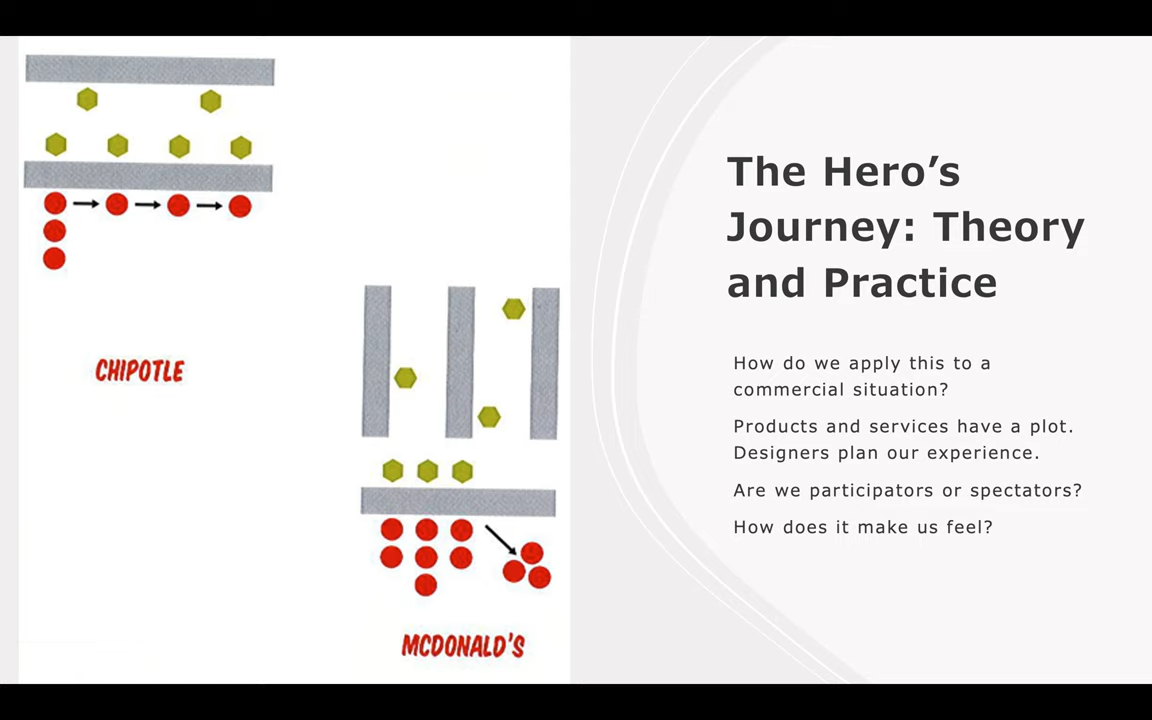 CHIPOTLE
MCDONALD'S
The Hero’s
Journey: Theory
and Practice
How do we apply this to a
commercial situation?
Products and services have a plot.
Designers plan our experience.
Are we participators or spectators?
How does it make us feel?